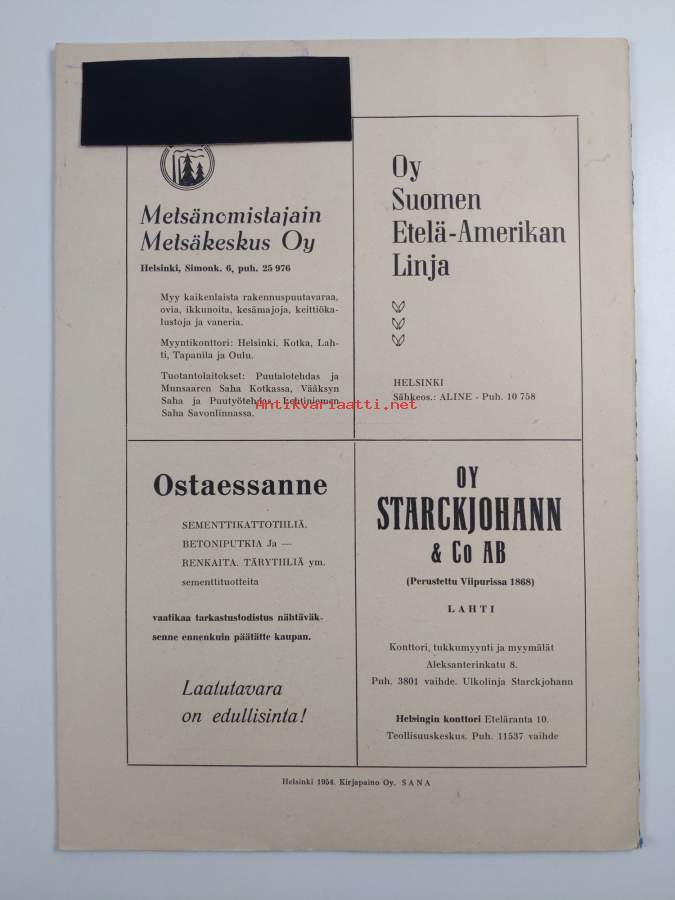 Metsänomistajain
Metsäkeskus Oy
Helsinki, Simonk. 6, puh. 25 976
Myy kaikenlaista rakennuspuutavaraa,
ovia, ikkunoita, kesämajoja, keittiöka-
lustoja ja vaneria.
Myyntikonttori: Helsinki, Kotka, Lah-
ti, Tapanila ja Oulu.
Tuotantolaitokset: Puutalotehdas ja
Munsaaren Saha Kotkassa, Vääksyn
Saha ja Puutyötehdas, Lehtiniemen
Saha Savonlinnassa.
Oy
Suomen
Etelä-Amerikan
Linja
HELSINKI
Sähkeos.: ALINE - Puh. 10 758
Antikvariaatti.net
Ostaessanne
SEMENTTIKATTOTIILIÄ.
BETONIPUTKIA Ja —
RENKAITA. TÄRYTIILIÄ ym.
sementtituotteita
vaatikaa tarkastustodistus nähtäväk-
senne ennenkuin päätätte kaupan.
Laatutavara
on edullisinta!
OY
STARCKJOHANN
& Co AB
(Perustettu Viipurissa 1868)
LAHTI
Konttori, tukkumyynti ja myymälät
Aleksanterinkatu 8.
Puh. 3801 vaihde. Ulkolinja Starckjohann
Helsingin konttori Eteläranta 10.
Teollisuuskeskus. Puh. 11537 vaihde
Helsinki 1954. Kirjapaino Oy. SANA